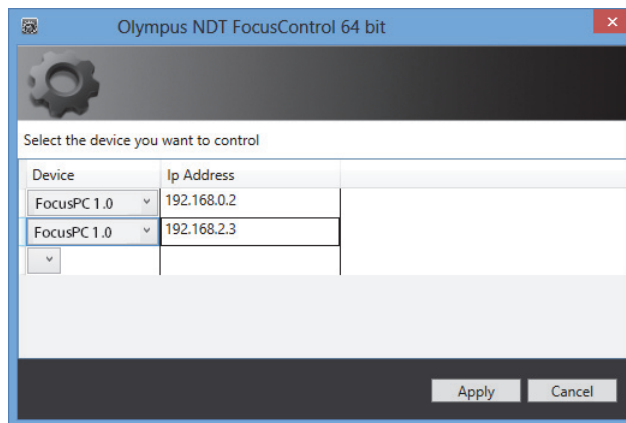 Olympus NDT FocusControl 64 bit
Select the device you want to control
Device Ip Address
FocusPC 1.0 192.168.0.2
FocusPC 1.0 192.168.2.3
Apply Cancel